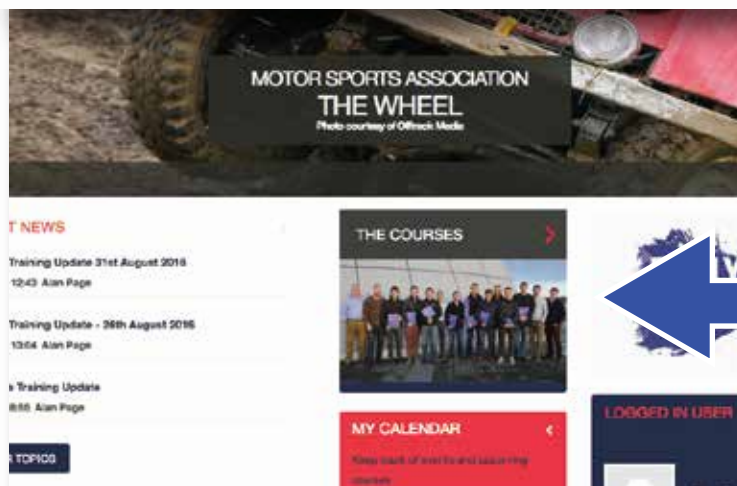 MOTOR SPORTS ASSOCIATION
THE WHEEL
Photo courtesy of Offtrack Media
T NEWS
Training Update 31st August 2016
12:43 Alan Page
Training Update - 26th August 2016
13:04 Alan Page
Training Update
Alan Page
TOPICS
THE COURSES
MY CALENDAR
Keep track of events and upcoming
courses
LOGGED IN USER